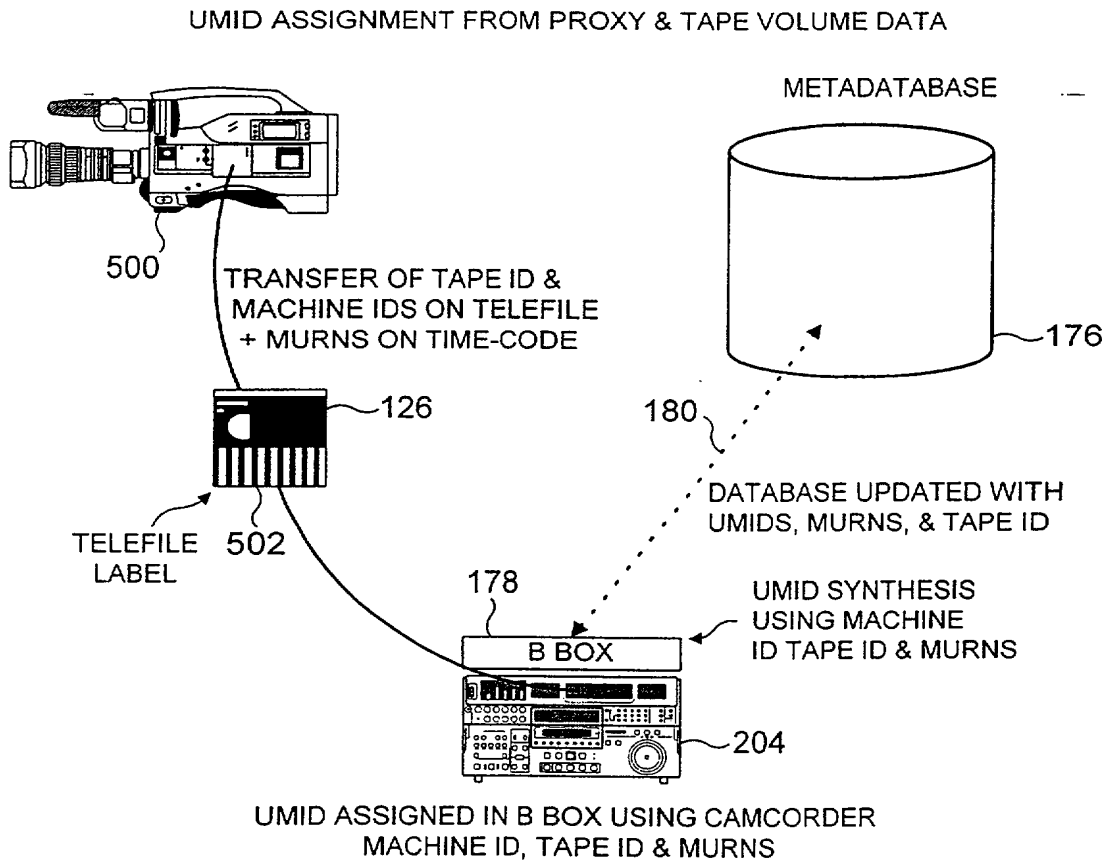 UMID ASSIGNMENT FROM PROXY & TAPE VOLUME DATA
METADATABASE
500
TRANSFER OF TAPE ID &
MACHINE IDS ON TELEFILE
+ MURNS ON TIME-CODE
176
126
180
DATABASE UPDATED WITH
UMIDS, MURNS, & TAPE ID
TELEFILE
LABEL
502
178
UMID SYNTHESIS
USING MACHINE
ID TAPE ID & MURNS
B BOX
204
UMID ASSIGNED IN B BOX USING CAMCORDER
MACHINE ID, TAPE ID & MURNS